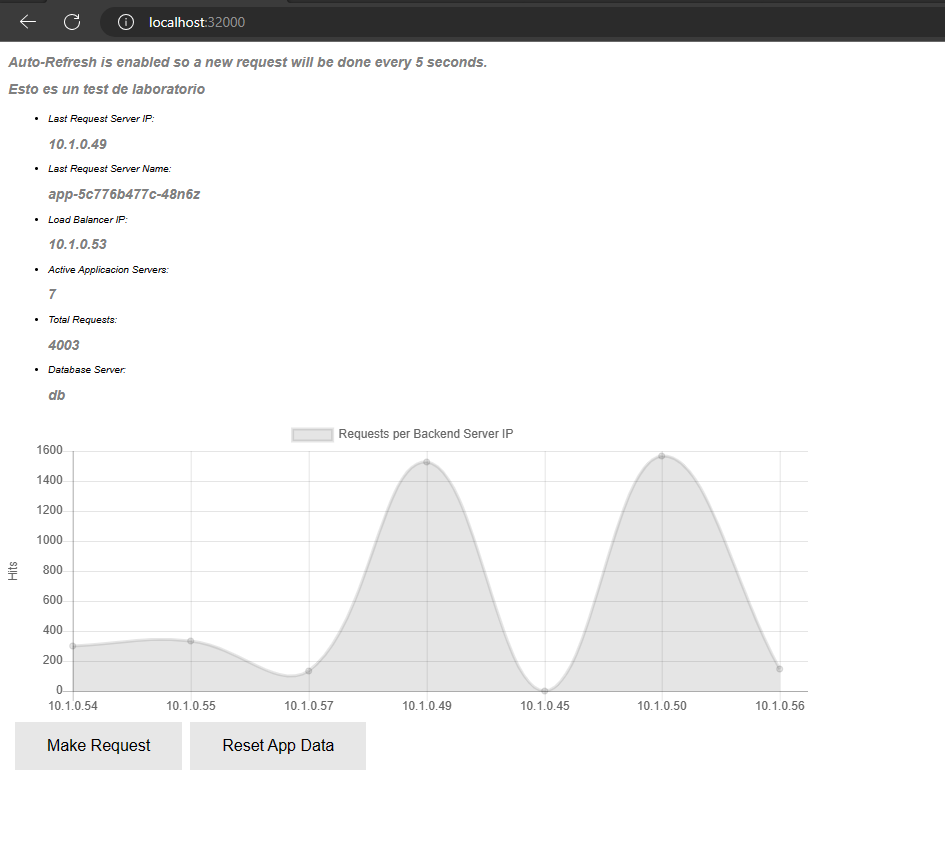 localhost:32000
Auto-Refresh is enabled so a new request will be done every 5 seconds.
Esto es un test de laboratorio
Last Request Server IP:
10.1.0.49
Last Request Server Name:
app-5c776b477c-48n6z
Load Balancer IP:
10.1.0.53
Active Applicacion Servers:
7
Total Requests:
4003
Database Server:
db
Requests per Backend Server IP
1600
1400
1200
1000
800
600
400
200
0
Hits
10.1.0.54 10.1.0.55 10.1.0.57 10.1.0.49 10.1.0.45 10.1.0.50 10.1.0.56
Make Request Reset App Data